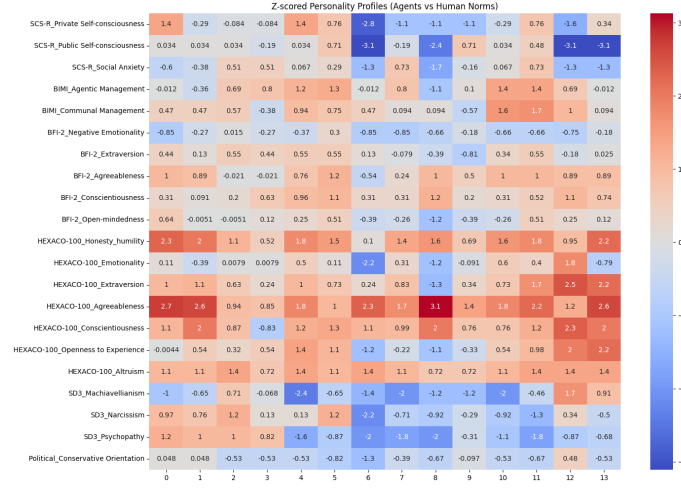 Z-scored Personality Profiles (Agents vs Human Norms)
SCS-R_Private Self-consciousness 1.4 -0.29 -0.084 -0.084 1.4 0.76 -2.8 -1.1 -1.1 -1.1 -0.29 0.76 -1.6 0.34
SCS-R_Public Self-consciousness 0.034 0.034 0.034 -0.19 0.034 0.71 -3.1 -0.19 -2.4 0.71 0.034 0.48 -3.1 -3.1
SCS-R_Social Anxiety -0.6 -0.38 0.51 0.51 0.067 0.29 -1.3 0.73 -1.7 -0.16 0.067 0.73 -1.3 -1.3
BIMI_Agentic Management -0.012 -0.36 0.69 0.8 1.2 1.3 -0.012 0.8 -1.1 0.1 1.4 1.4 0.69 -0.012
BIMI_Communal Management 0.47 0.47 0.57 -0.38 0.94 0.75 0.47 0.094 0.094 -0.57 1.6 1.7 1 0.094
BFI-2_Negative Emotionality -0.85 -0.27 0.015 -0.27 -0.37 0.3 -0.85 -0.85 -0.66 -0.18 -0.66 -0.66 -0.75 -0.18
BFI-2_Extraversion 0.44 0.13 0.55 0.44 0.55 0.55 0.13 -0.079 -0.39 -0.81 0.34 0.55 -0.18 0.025
BFI-2_Agreeableness 1 0.89 -0.021 -0.021 0.76 1.2 -0.54 0.24 1 0.5 1 1 0.89 0.89
BFI-2_Conscientiousness 0.31 0.091 0.2 0.63 0.96 1.1 0.31 0.31 1.2 0.2 0.31 0.52 1.1 0.74
BFI-2_Open-mindedness 0.64 -0.0051 -0.0051 0.12 0.25 0.51 -0.39 -0.26 -1.2 -0.39 -0.26 0.51 0.25 0.12
HEXACO-100_Honesty_humility 2.3 2 1.1 0.52 1.8 1.5 0.1 1.4 1.6 0.69 1.6 1.8 0.95 2.2
HEXACO-100_Emotionality 0.11 -0.39 0.0079 0.0079 0.5 0.11 -2.2 0.31 -1.2 -0.091 0.6 0.4 1.8 -0.79
HEXACO-100_Extraversion 1 1.1 0.63 0.24 1 0.73 0.24 0.83 -1.3 0.34 0.73 1.7 2.5 2.2
HEXACO-100_Agreeableness 2.7 2.6 0.94 0.85 1.8 1 2.3 1.7 3.1 1.4 1.8 2.2 1.2 2.6
HEXACO-100_Conscientiousness 1.1 2 0.87 -0.83 1.2 1.2 1.1 0.99 2 0.76 0.76 1.2 2.3 2
HEXACO-100_Openness to Experience -0.0044 0.54 0.32 0.54 1.4 1.1 -1.2 -0.22 -1.1 -0.33 0.54 0.98 2 2.2
HEXACO-100_Altruism 1.1 1.1 1.4 0.72 1.4 1.4 1.1 1.1 0.72 0.72 1.1 1.4 1.4 1.4
SD3_Machiavellianism -1 -0.65 0.71 -0.068 -2.4 -0.65 -1.4 -2 -1.2 -1.2 -2 -0.46 1.7 0.91
SD3_Narcissism 0.97 0.76 1.2 0.13 0.13 1.2 -2.2 -0.71 -0.92 -0.29 -0.92 -1.3 0.34 -0.5
SD3_Psychopathy 1.2 1 1 0.82 -1.6 -0.87 -2 -1.8 -2 -0.31 -1.1 -1.8 -0.87 -0.68
Political_Conservative Orientation 0.048 0.048 -0.53 -0.53 -0.53 -0.82 -1.3 -0.39 -0.67 -0.097 -0.53 -0.67 0.48 -0.53
0 1 2 3 4 5 6 7 8 9 10 11 12 13